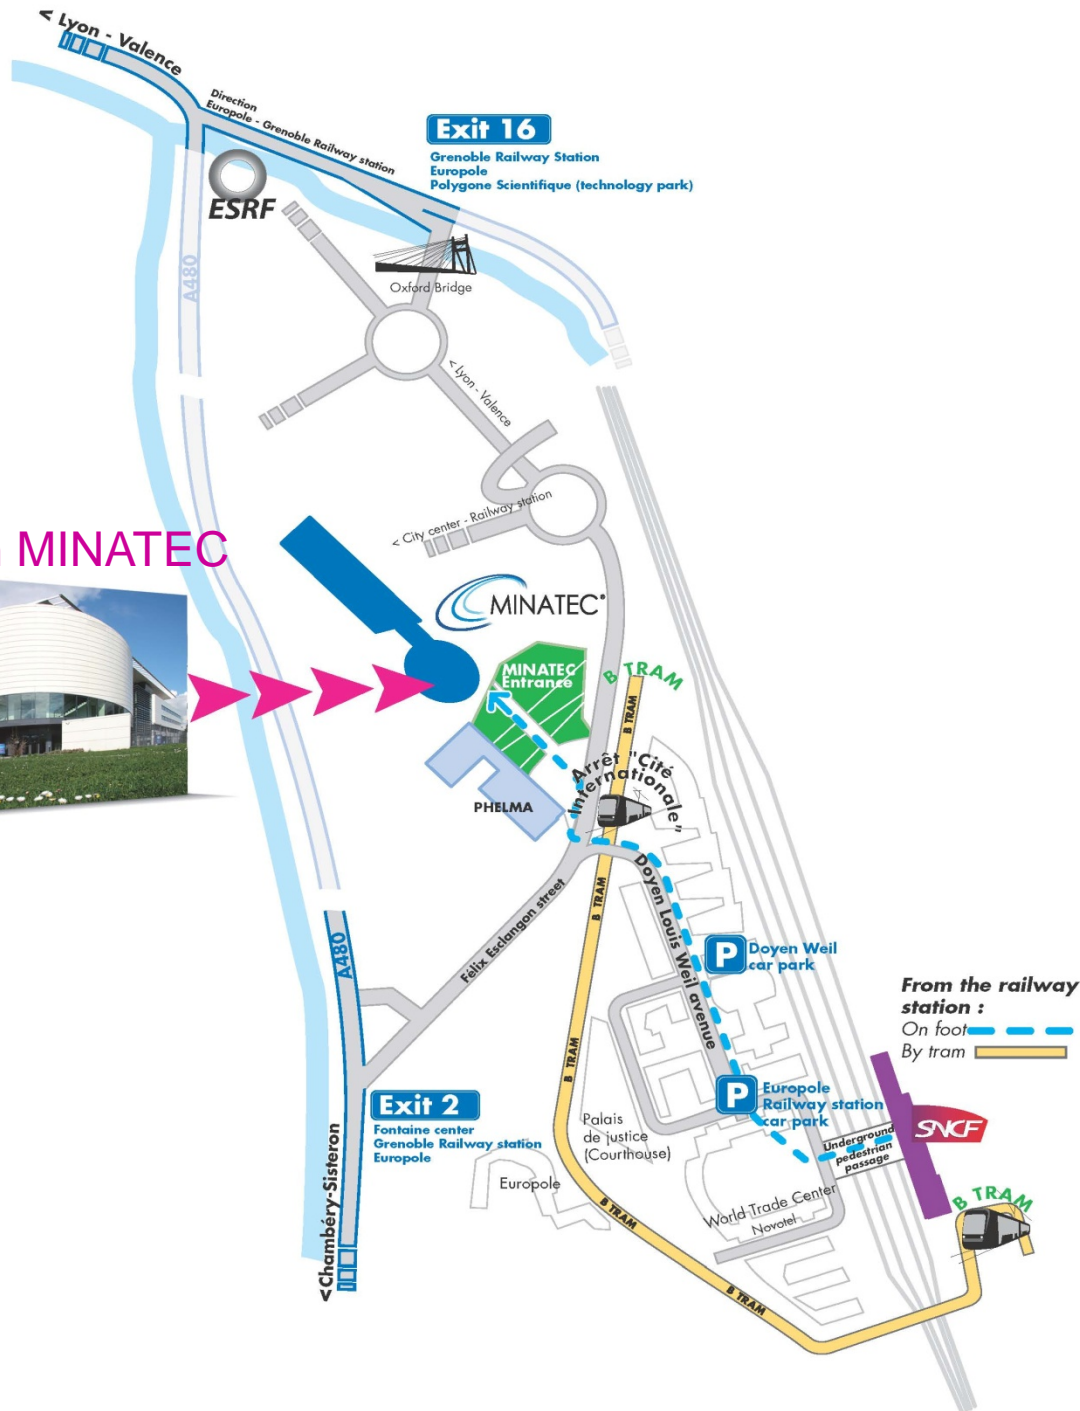 < Lyon - Valence
Direction
Europole - Grenoble Railway station
Exit 16
Grenoble Railway Station
Europole
Polygone Scientifique (technology park)
ESRF
A480
Oxford Bridge
< Lyon - Valence
< City center - Railway station
MINATEC
MINATEC®
MINATEC
Entrance
B TRAM
B TRAM
Arrêt "Cité
Internationale"
PHELMA
B TRAM
Doyen Louis Weil avenue
Félix Esclangon street
A480
P
Doyen Weil
car park
From the railway
station :
On foot
By tram
B TRAM
P
Europole
Railway station
car park
Exit 2
Fontaine center
Grenoble Railway station
Europole
Palais
de justice
(Courthouse)
Underground
pedestrian
passage
SNCF
<Chambéry-Sisteron
Europole
World Trade Center
Novotel
B TRAM
B TRAM
B TRAM